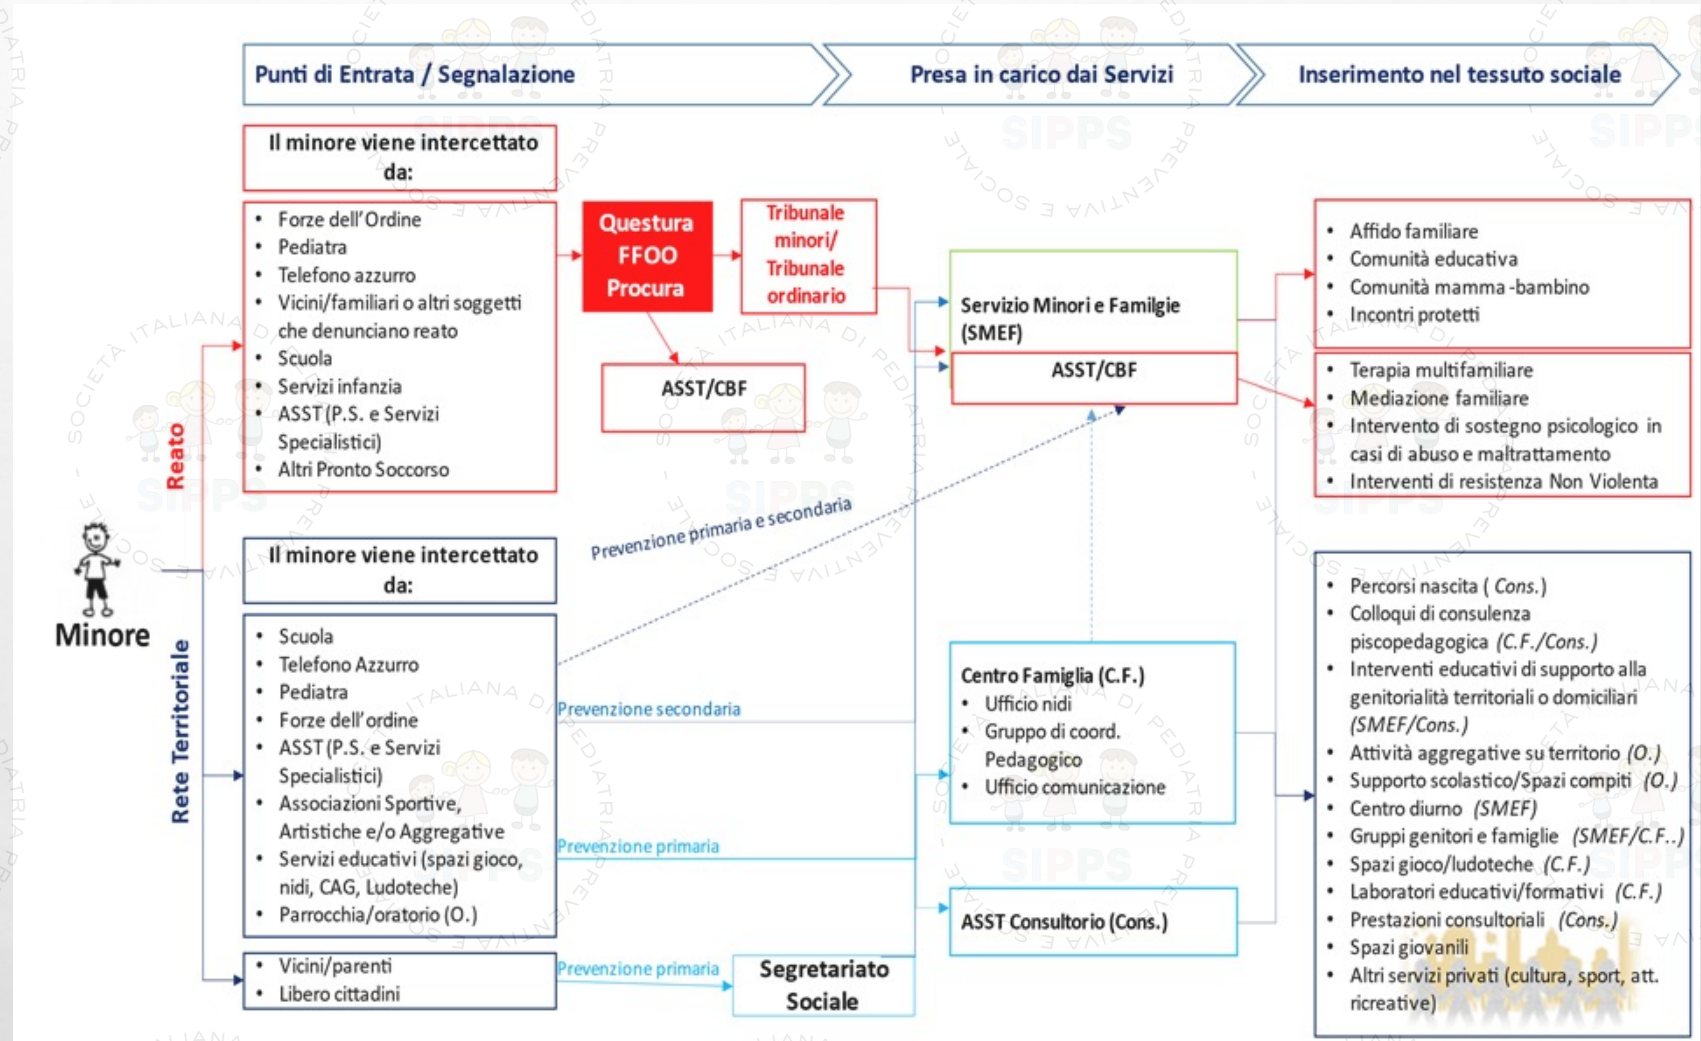 Punti di Entrata / Segnalazione
Presa in carico dai Servizi
Inserimento nel tessuto sociale
Il minore viene intercettato
da:
• Forze dell'Ordine
• Pediatra
• Telefono azzurro
• Vicini/familiari o altri soggetti
che denunciano reato
• Scuola
• Servizi infanzia
• ASST (P.S. e Servizi
Specialistici)
• Altri Pronto Soccorso
Questura
FFOO
Procura
Tribunale
minori/
Tribunale
ordinario
ASST/CBF
Servizio Minori e Familgie
(SMEF)
ASST/CBF
• Affido familiare
• Comunità educativa
• Comunità mamma -bambino
• Incontri protetti
• Terapia multifamiliare
• Mediazione familiare
• Intervento di sostegno psicologico in
casi di abuso e maltrattamento
• Interventi di resistenza Non Violenta
Reato
Minore
Rete Territoriale
Il minore viene intercettato
da:
• Scuola
• Telefono Azzurro
• Pediatra
• Forze dell'ordine
• ASST (P.S. e Servizi
Specialistici)
• Associazioni Sportive,
Artistiche e/o Aggregative
• Servizi educativi (spazi gioco,
nidi, CAG, Ludoteche)
• Parrocchia/oratorio (O.)
• Vicini/parenti
• Libero cittadini
Prevenzione primaria e secondaria
Prevenzione secondaria
Prevenzione primaria
Prevenzione primaria
Segretariato
Sociale
Centro Famiglia (C.F.)
• Ufficio nidi
• Gruppo di coord.
Pedagogico
• Ufficio comunicazione
ASST Consultorio (Cons.)
• Percorsi nascita ( Cons.)
• Colloqui di consulenza
piscopedagogica (C.F./Cons.)
• Interventi educativi di supporto alla
genitorialità territoriali o domiciliari
(SMEF/Cons.)
• Attività aggregative su territorio (O.)
• Supporto scolastico/Spazi compiti (O.)
• Centro diurno (SMEF)
• Gruppi genitori e famiglie (SMEF/C.F..)
• Spazi gioco/ludoteche (C.F.)
• Laboratori educativi/formativi (C.F.)
• Prestazioni consultoriali (Cons.)
• Spazi giovanili
• Altri servizi privati (cultura, sport, att.
ricreative)
SIPPS
SOCIETÀ ITALIANA DI PEDIATRIA PREVENTIVA E SOCIALE